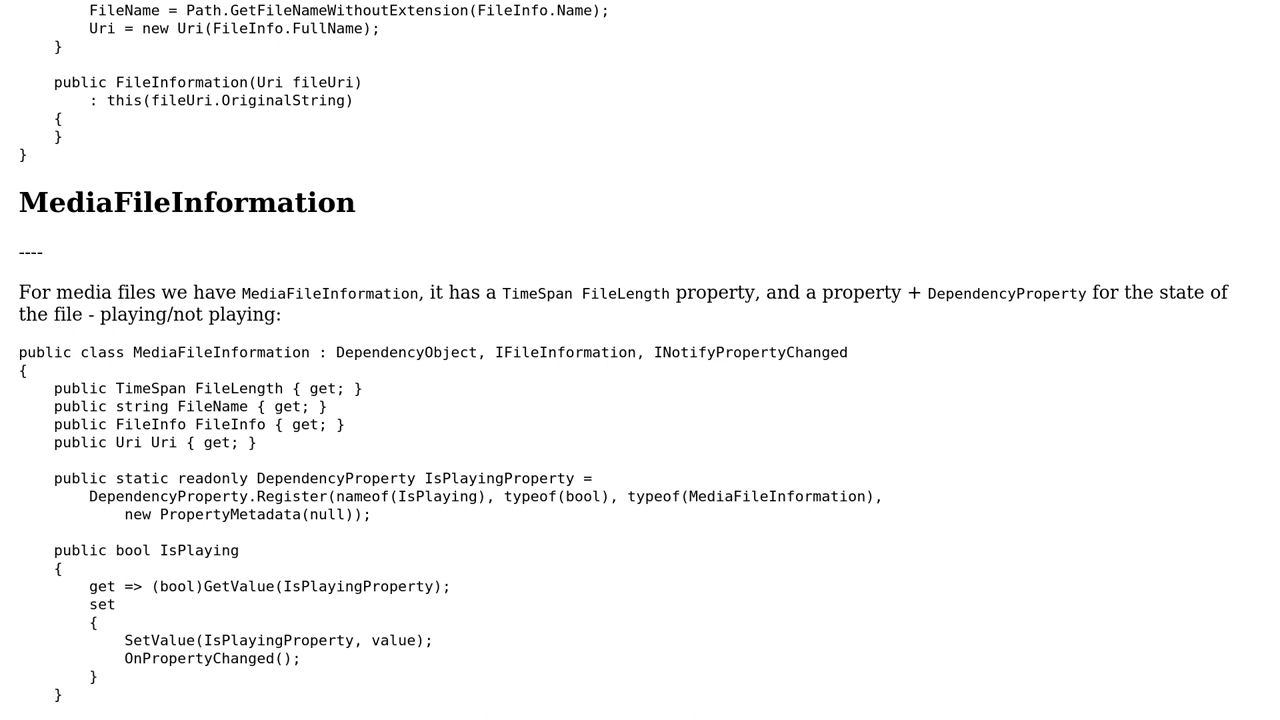 FileName = Path.GetFileNameWithoutExtension(FileInfo.Name);
        Uri = new Uri(FileInfo.FullName);
    }

    public FileInformation(Uri fileUri)
        : this(fileUri.OriginalString)
    {
    }
}
MediaFileInformation
----
For media files we have MediaFileInformation, it has a TimeSpan FileLength property, and a property + DependencyProperty for the state of
the file - playing/not playing:
public class MediaFileInformation : DependencyObject, IFileInformation, INotifyPropertyChanged
{
    public TimeSpan FileLength { get; }
    public string FileName { get; }
    public FileInfo FileInfo { get; }
    public Uri Uri { get; }

    public static readonly DependencyProperty IsPlayingProperty =
        DependencyProperty.Register(nameof(IsPlaying), typeof(bool), typeof(MediaFileInformation),
            new PropertyMetadata(null));

    public bool IsPlaying
    {
        get => (bool)GetValue(IsPlayingProperty);
        set
        {
            SetValue(IsPlayingProperty, value);
            OnPropertyChanged();
        }
    }